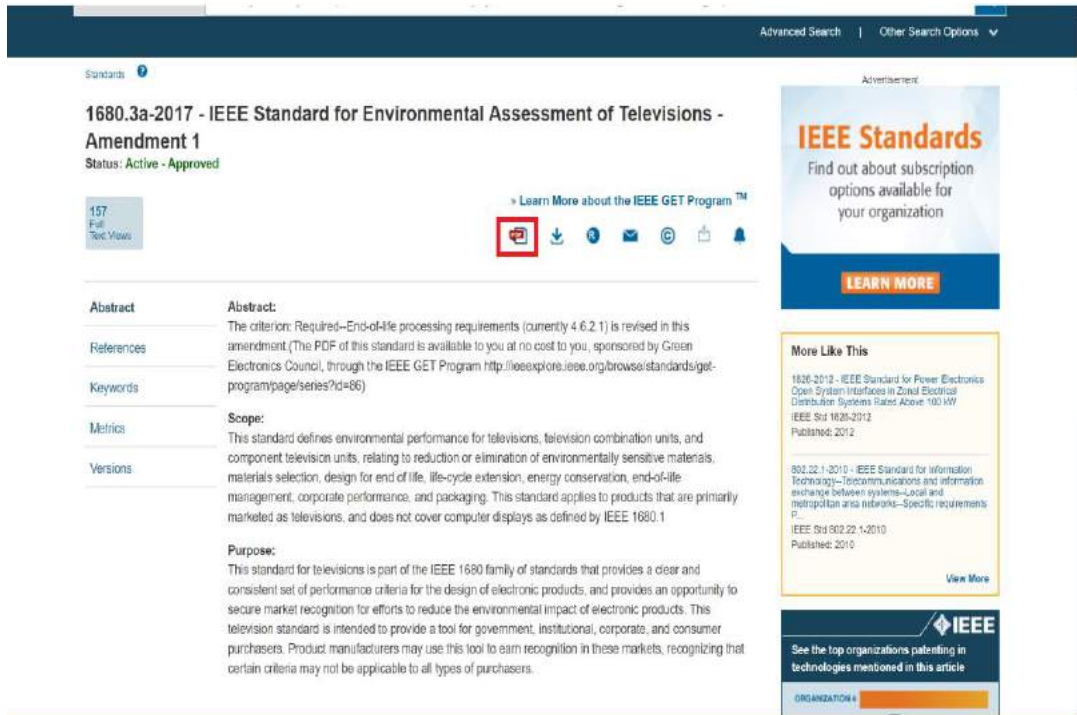 Advanced Search | Other Search Options
Standards ?
Advertisement
1680.3a-2017 - IEEE Standard for Environmental Assessment of Televisions -
Amendment 1
Status: Active - Approved
IEEE Standards
Find out about subscription
options available for
your organization
LEARN MORE
157
Full
Text Views
» Learn More about the IEEE GET Program TM
Abstract
References
Keywords
Metrics
Versions
Abstract:
The criterion: Required--End-of-life processing requirements (currently 4.6.2.1) is revised in this
amendment.(The PDF of this standard is available to you at no cost to you, sponsored by Green
Electronics Council, through the IEEE GET Program http://ieeexplore.ieee.org/browse/standards/get-
program/page/series?id=86)
Scope:
This standard defines environmental performance for televisions, television combination units, and
component television units, relating to reduction or elimination of environmentally sensitive materials,
materials selection, design for end of life, life-cycle extension, energy conservation, end-of-life
management, corporate performance, and packaging. This standard applies to products that are primarily
marketed as televisions, and does not cover computer displays as defined by IEEE 1680.1
Purpose:
This standard for televisions is part of the IEEE 1680 family of standards that provides a clear and
consistent set of performance criteria for the design of electronic products, and provides an opportunity to
secure market recognition for efforts to reduce the environmental impact of electronic products. This
television standard is intended to provide a tool for government, institutional, corporate, and consumer
purchasers. Product manufacturers may use this tool to earn recognition in these markets, recognizing that
certain criteria may not be applicable to all types of purchasers.
More Like This
1826-2012 - IEEE Standard for Power Electronics
Open System Interfaces in Zonal Electrical
Distribution Systems Rated Above 100 kW
IEEE Std 1826-2012
Published: 2012
802.22.1-2010 - IEEE Standard for Information
Technology--Telecommunications and information
exchange between systems--Local and
metropolitan area networks--Specific requirements
P...
IEEE Std 802.22.1-2010
Published: 2010
View More
IEEE
See the top organizations patenting in
technologies mentioned in this article
ORGANIZATION 4